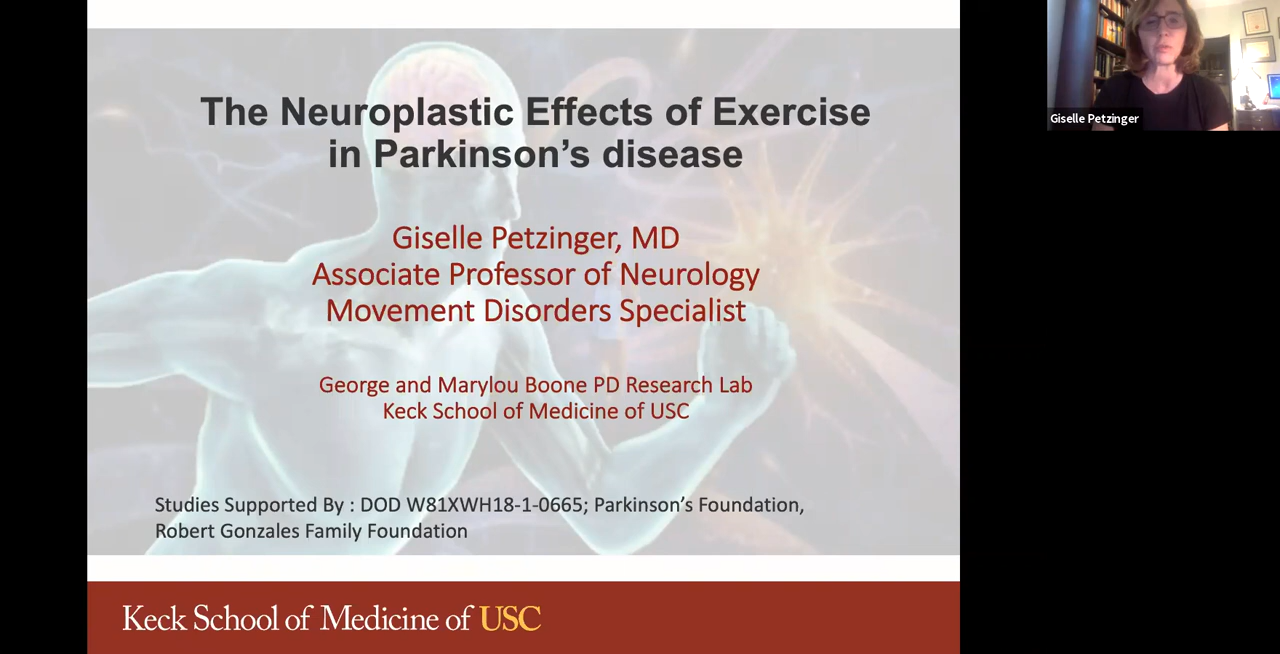 The Neuroplastic Effects of Exercise
in Parkinson's disease
Giselle Petzinger, MD
Associate Professor of Neurology
Movement Disorders Specialist
George and Marylou Boone PD Research Lab
Keck School of Medicine of USC
Studies Supported By : DOD W81XWH18-1-0665; Parkinson's Foundation,
Robert Gonzales Family Foundation
Keck School of Medicine of USC
Giselle Petzinger